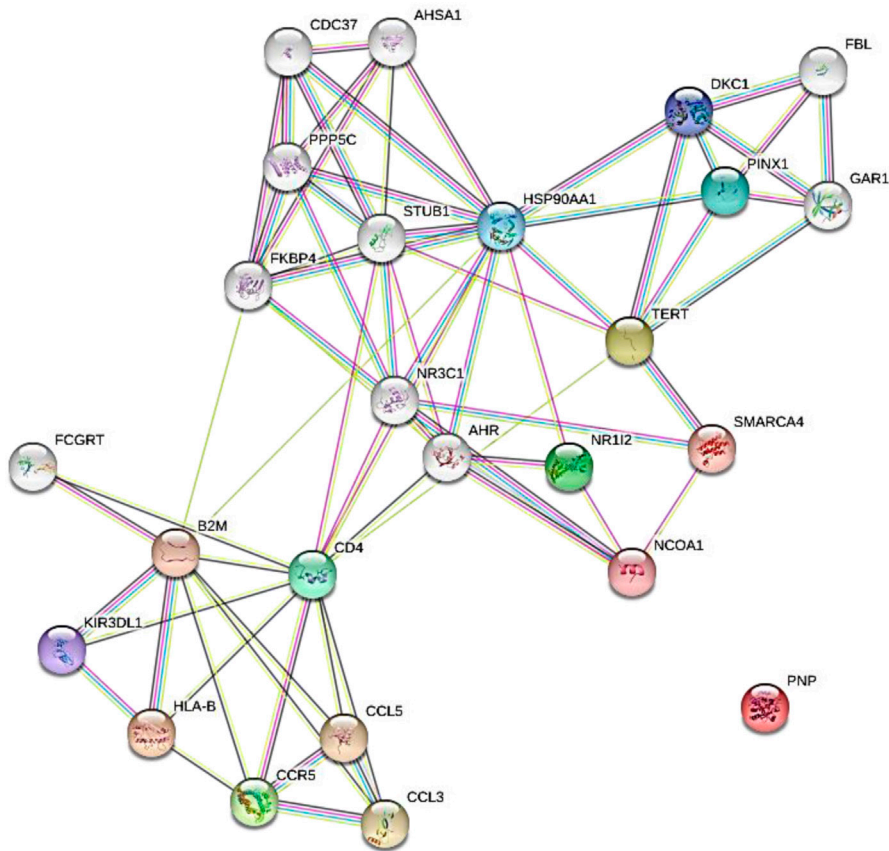 CDC37
AHSA1
FBL
DKC1
PPP5C
PINX1
GAR1
HSP90AA1
STUB1
FKBP4
TERT
NR3C1
SMARCA4
AHR
NR1I2
FCGRT
B2M
CD4
NCOA1
KIR3DL1
PNP
HLA-B
CCL5
CCR5
CCL3